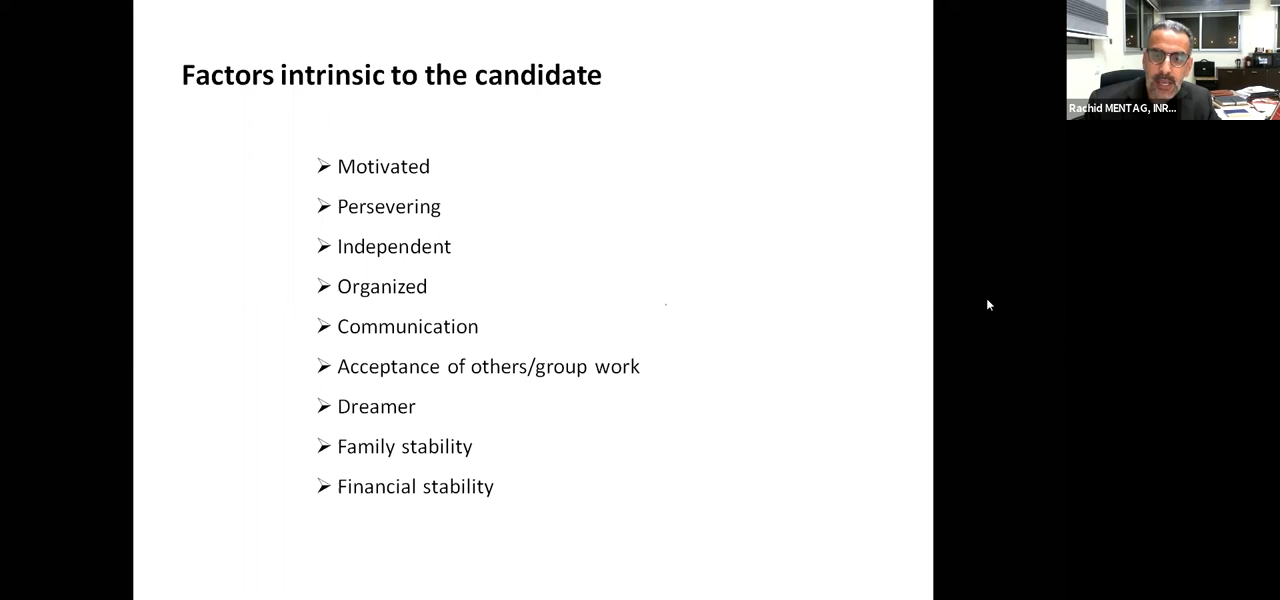 Factors intrinsic to the candidate
Motivated
Persevering
Independent
Organized
Communication
Acceptance of others/group work
Dreamer
Family stability
Financial stability
Rachid MENTAG, INR...